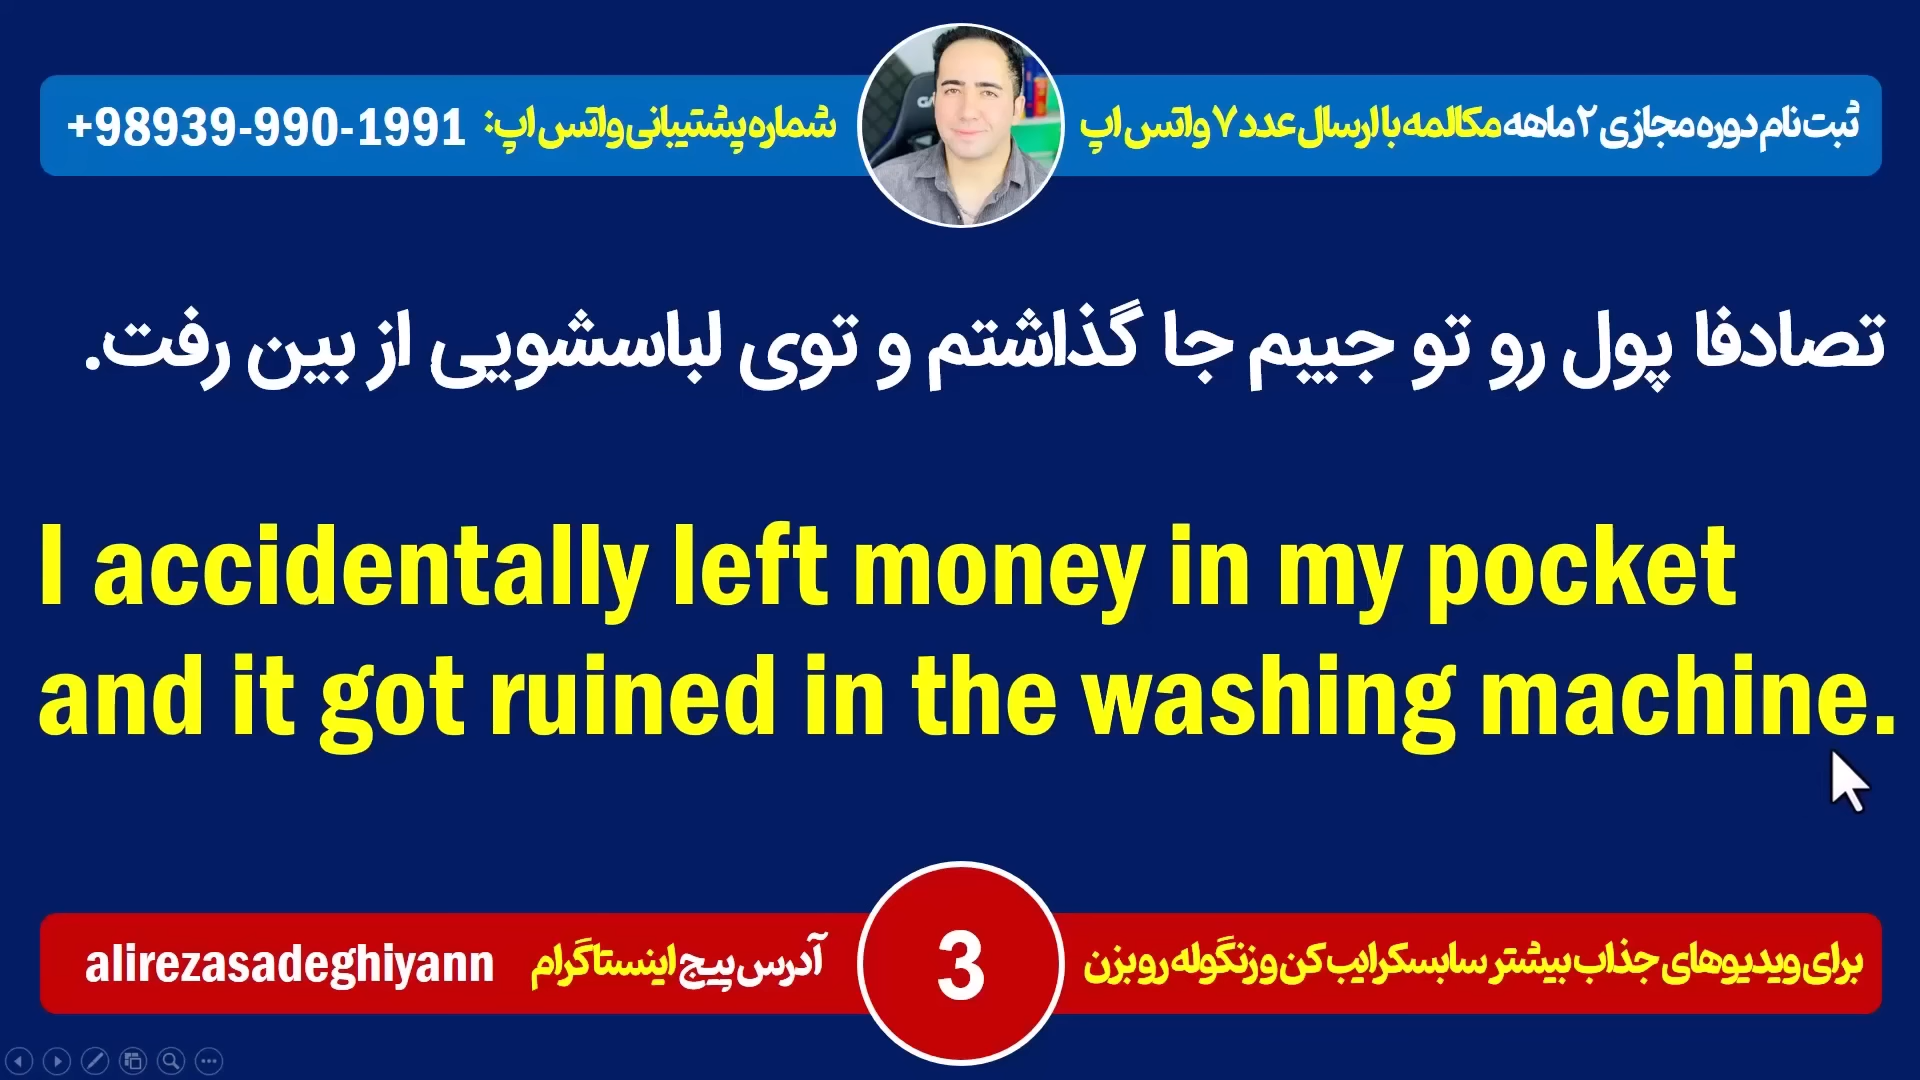 ثبت نام دوره مجازی ۲ ماهه مکالمه با ارسال عدد ۷ واتس اپ
شماره پشتیبانی واتس اپ: +98939-990-1991
تصادفا پول رو تو جیبم جا گذاشتم و توی لباسشویی از بین رفت.
I accidentally left money in my pocket
and it got ruined in the washing machine.
برای ویدیوهای جذاب بیشتر سابسکرایب کن و زنگوله رو بزن
3
آدرس پیج اینستاگرام alirezasadeghiyann